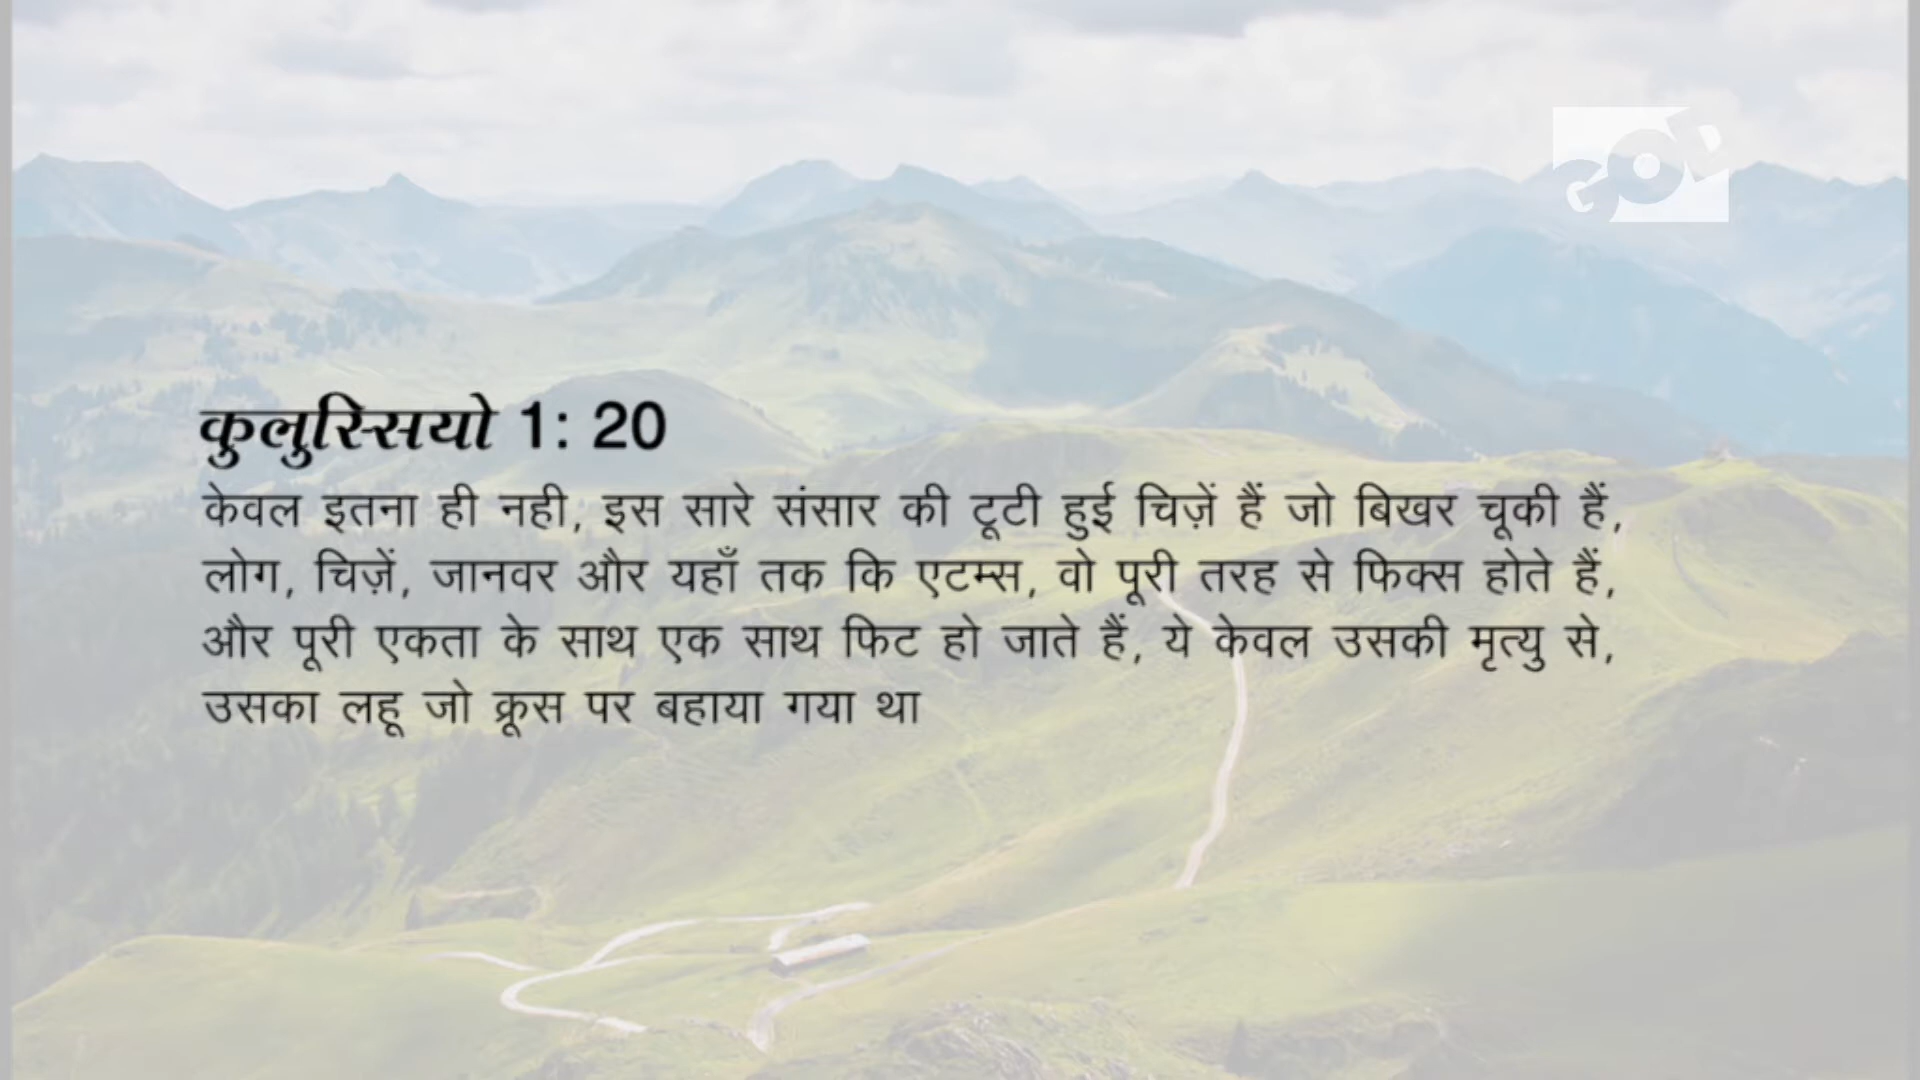 कुलुस्सियो 1: 20
केवल इतना ही नही, इस सारे संसार की टूटी हुई चिज़ें हैं जो बिखर चूकी हैं,
लोग, चिज़ें, जानवर और यहाँ तक कि एटम्स, वो पूरी तरह से फिक्स होते हैं,
और पूरी एकता के साथ एक साथ फिट हो जाते हैं, ये केवल उसकी मृत्यु से,
उसका लहू जो क्रूस पर बहाया गया था